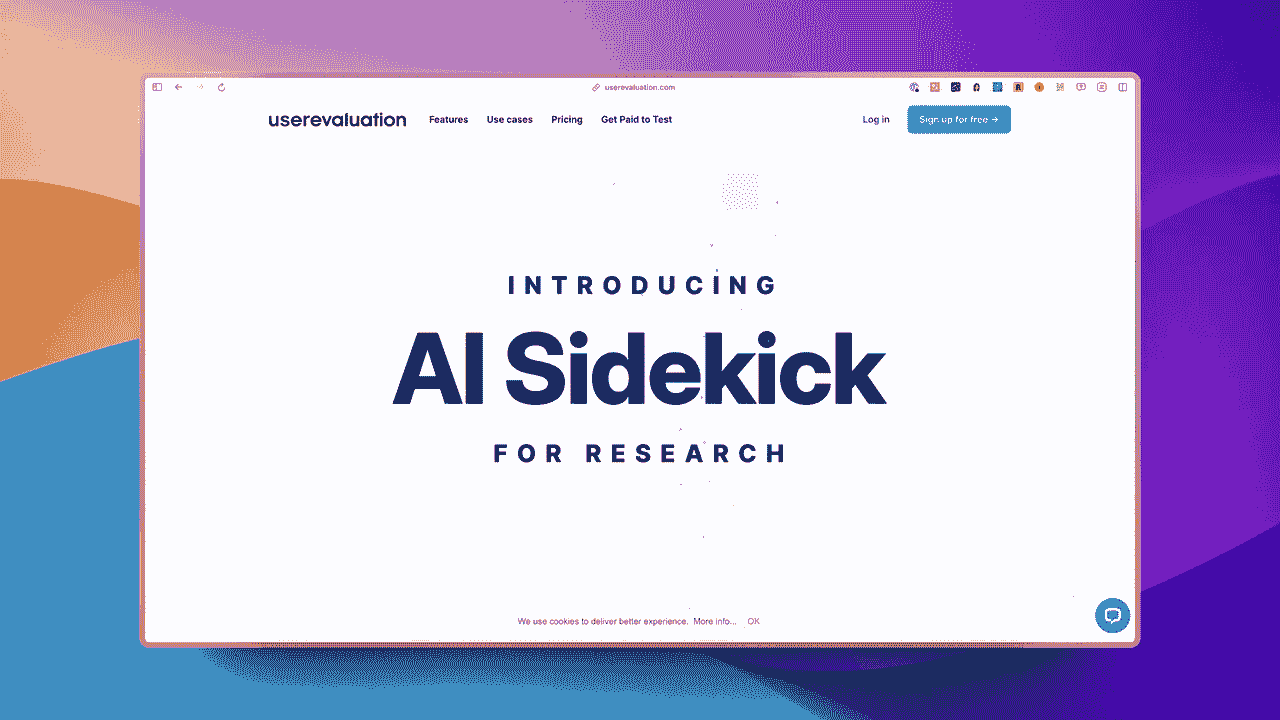 userevaluation.com
userevaluation Features Use cases Pricing Get Paid to Test Log in Sign up for free →
INTRODUCING
AI Sidekick
FOR RESEARCH
We use cookies to deliver better experience. More info... OK